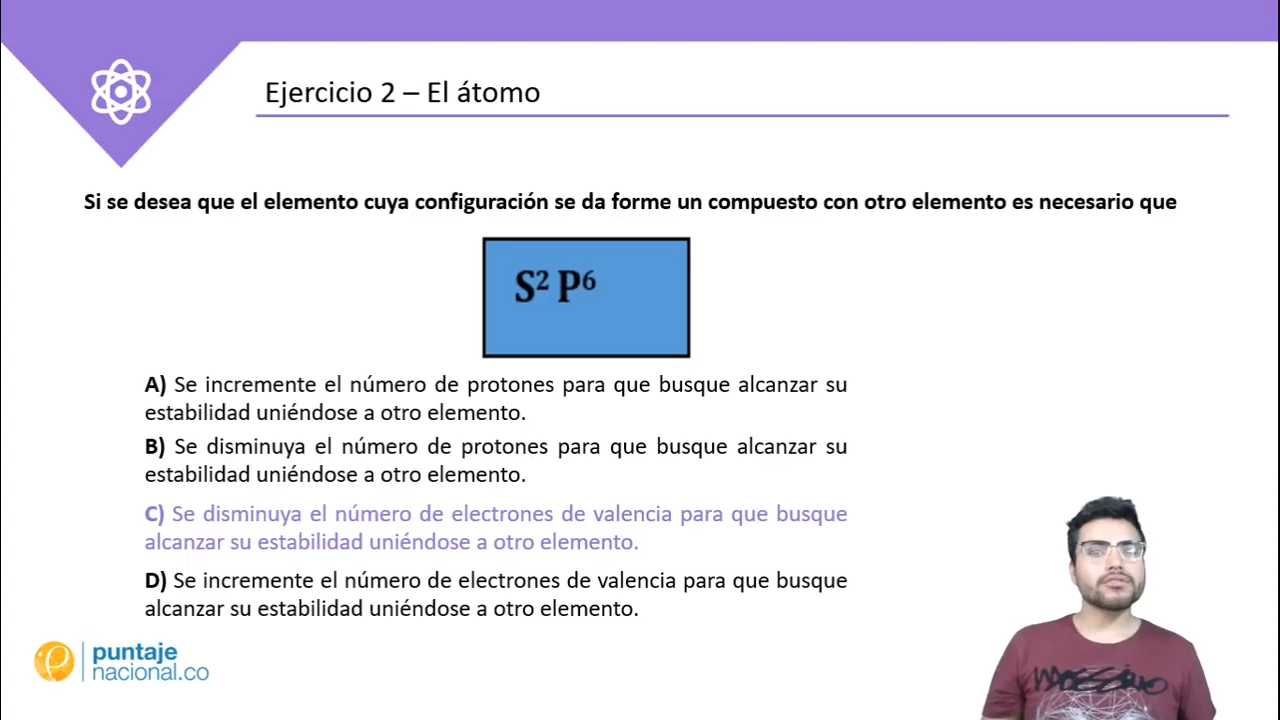 Ejercicio 2 – El átomo
Si se desea que el elemento cuya configuración se da forme un compuesto con otro elemento es necesario que
S² P⁶
A) Se incremente el número de protones para que busque alcanzar su
estabilidad uniéndose a otro elemento.
B) Se disminuya el número de protones para que busque alcanzar su
estabilidad uniéndose a otro elemento.
C) Se disminuya el número de electrones de valencia para que busque
alcanzar su estabilidad uniéndose a otro elemento.
D) Se incremente el número de electrones de valencia para que busque
alcanzar su estabilidad uniéndose a otro elemento.
puntaje
nacional.co